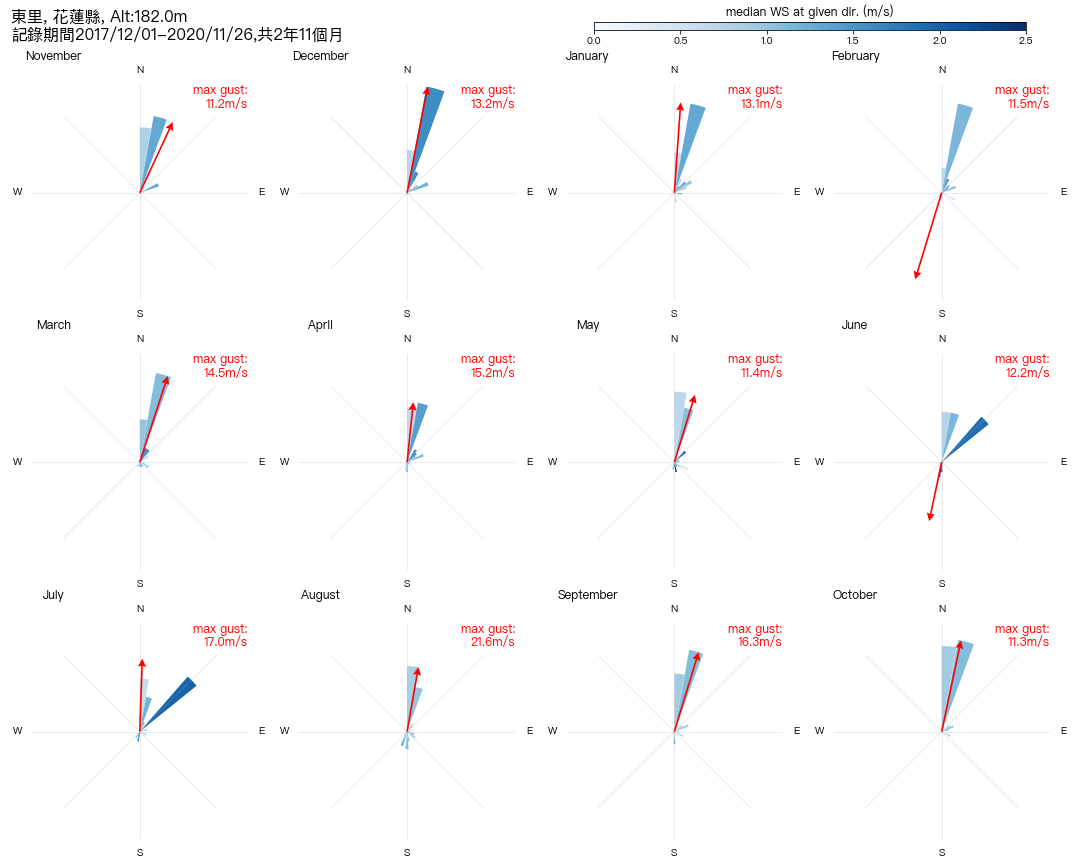 東里, 花蓮縣, Alt:182.0m
記錄期間2017/12/01-2020/11/26,共2年11個月
median WS at given dir. (m/s)
0.0 0.5 1.0 1.5 2.0 2.5
November
N
max gust:
11.2m/s
W E
S
December
N
max gust:
13.2m/s
W E
S
January
N
max gust:
13.1m/s
W E
S
February
N
max gust:
11.5m/s
W E
S
March
N
max gust:
14.5m/s
W E
S
April
N
max gust:
15.2m/s
W E
S
May
N
max gust:
11.4m/s
W E
S
June
N
max gust:
12.2m/s
W E
S
July
N
max gust:
17.0m/s
W E
S
August
N
max gust:
21.6m/s
W E
S
September
N
max gust:
16.3m/s
W E
S
October
N
max gust:
11.3m/s
W E
S